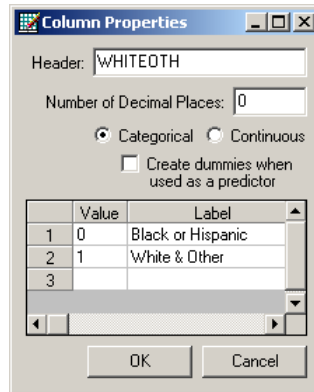 Column Properties
Header: WHITEOTH
Number of Decimal Places: 0
Categorical Continuous
Create dummies when
used as a predictor
Value Label
1 0 Black or Hispanic
2 1 White & Other
3
OK Cancel